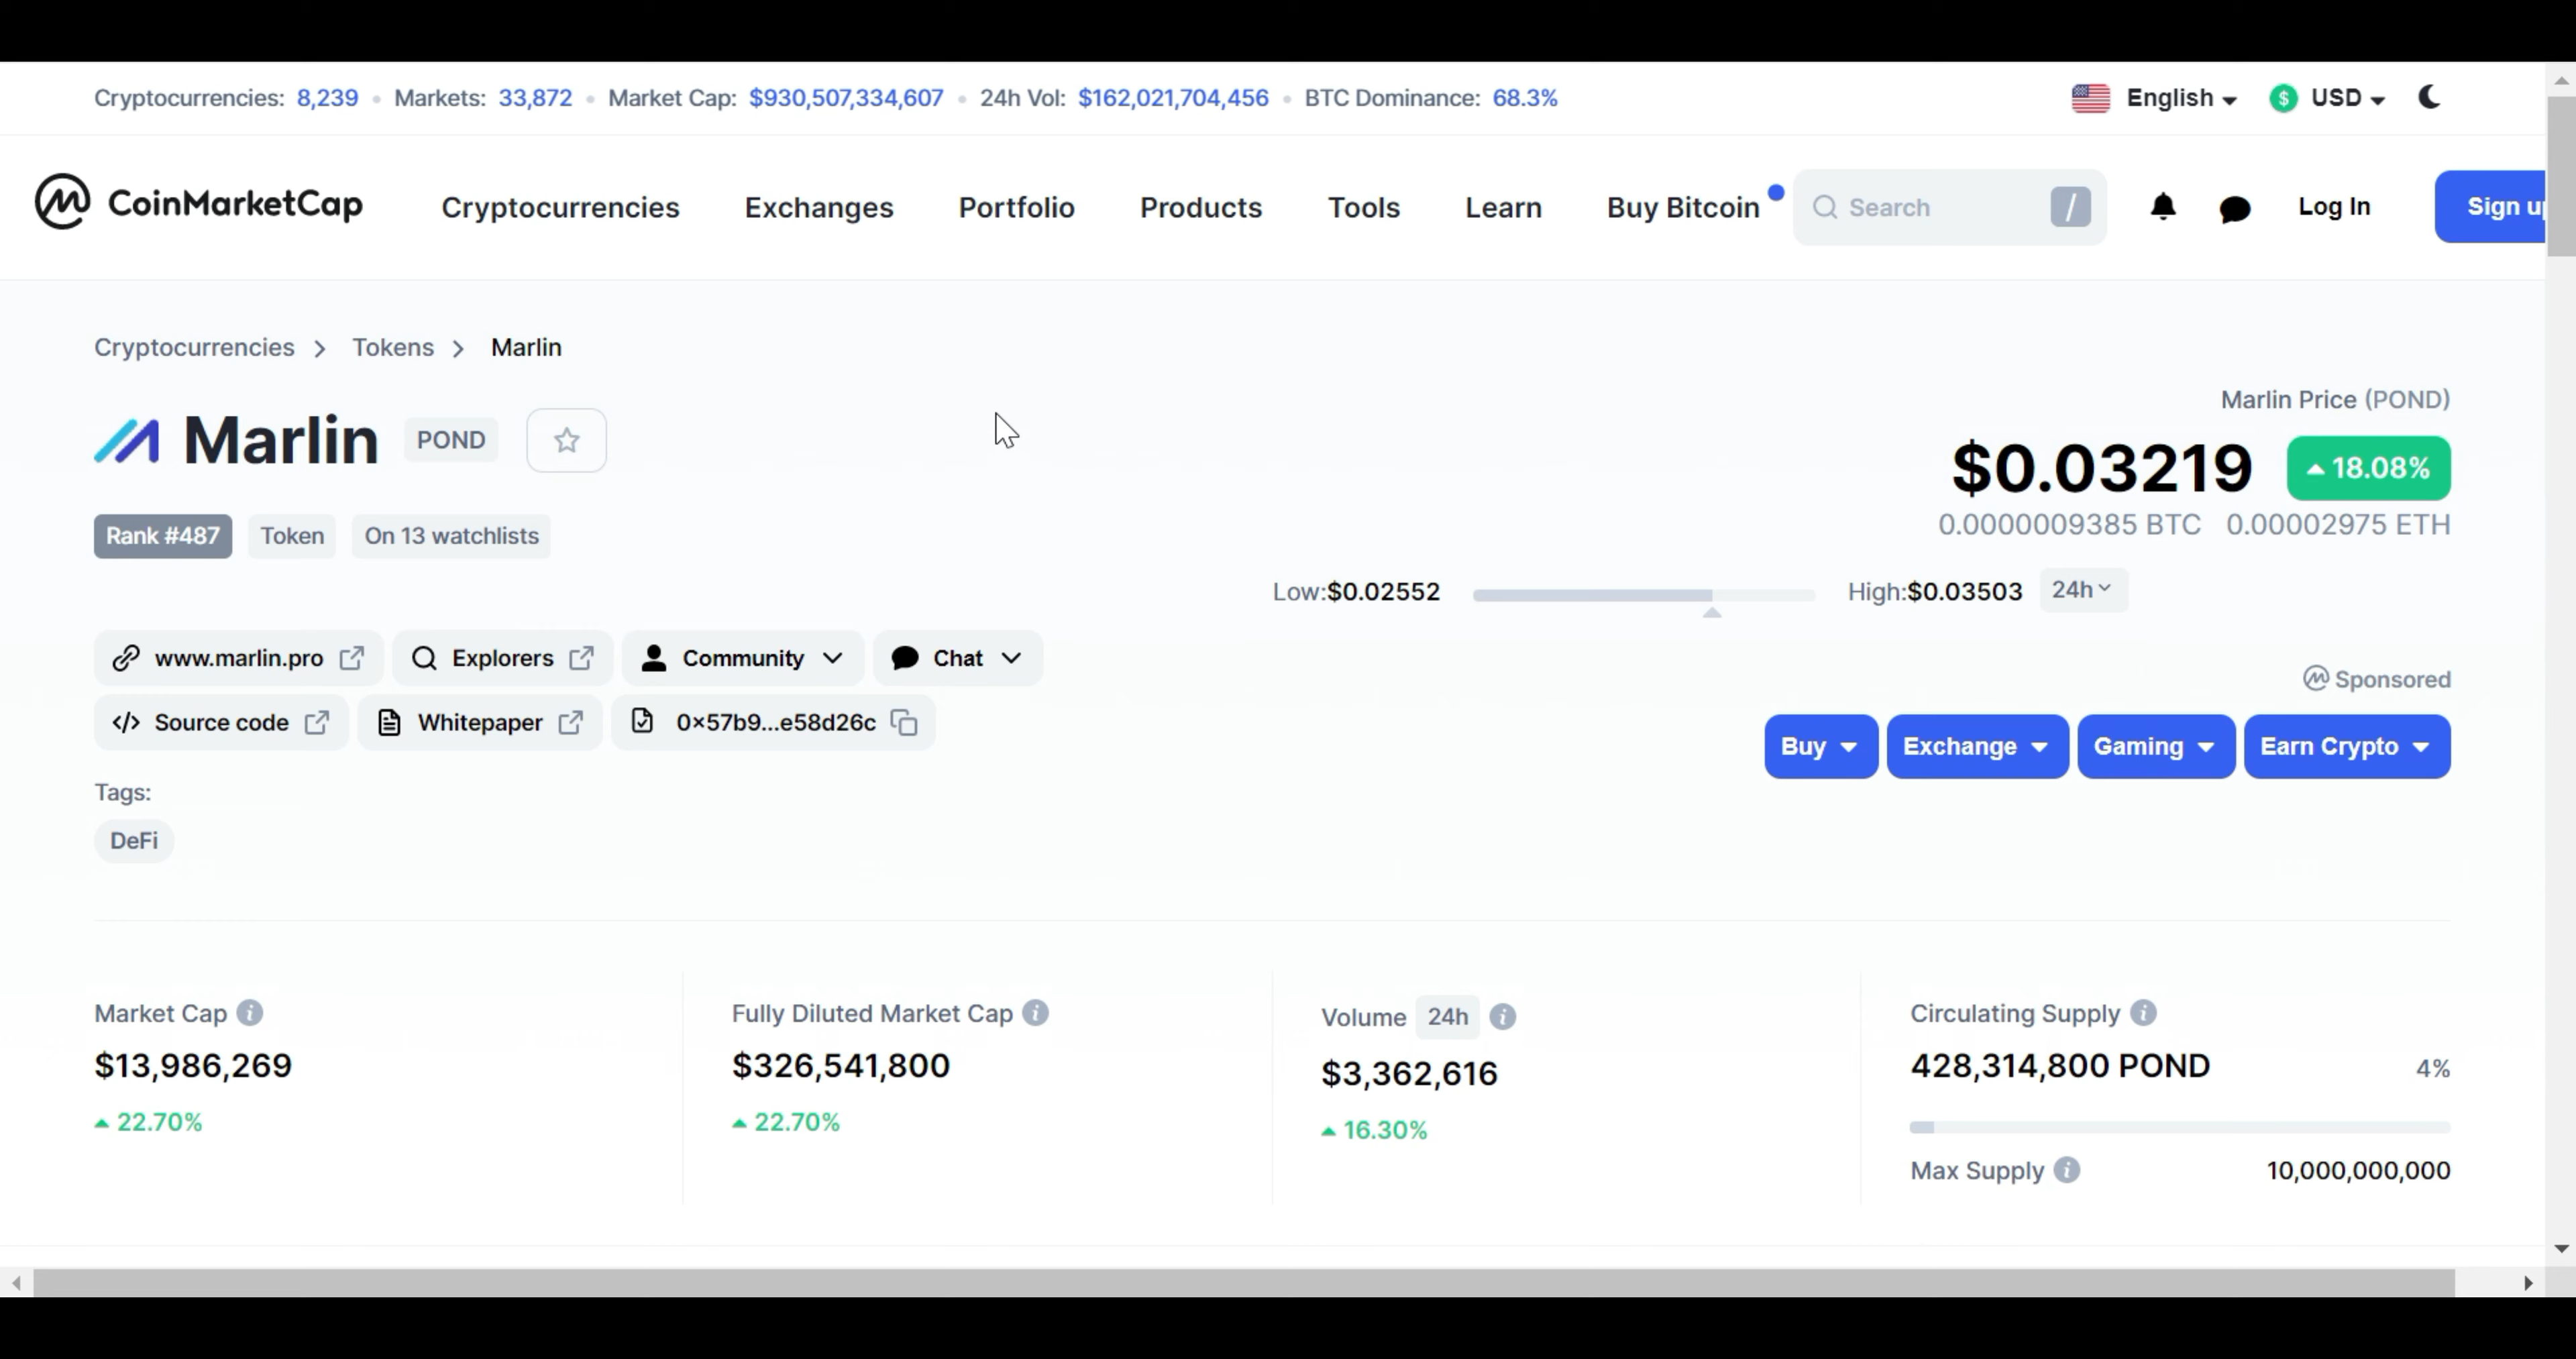 Cryptocurrencies: 8,239 • Markets: 33,872 • Market Cap: $930,507,334,607 • 24h Vol: $162,021,704,456 • BTC Dominance: 68.3% English USD
CoinMarketCap Cryptocurrencies Exchanges Portfolio Products Tools Learn Buy Bitcoin Search / Log In
Cryptocurrencies > Tokens > Marlin
Marlin Price (POND)
Marlin POND $0.03219 18.08%
0.0000009385 BTC 0.00002975 ETH
Rank #487 Token On 13 watchlists
Low:$0.02552 High:$0.03503 24h
www.marlin.pro Explorers Community Chat
Sponsored
Source code Whitepaper 0×57b9...e58d26c
Buy Exchange Gaming Earn Crypto
Tags:
DeFi
Market Cap Fully Diluted Market Cap Volume 24h Circulating Supply
$13,986,269 $326,541,800 $3,362,616 428,314,800 POND 4%
22.70% 22.70% 16.30%
Max Supply 10,000,000,000